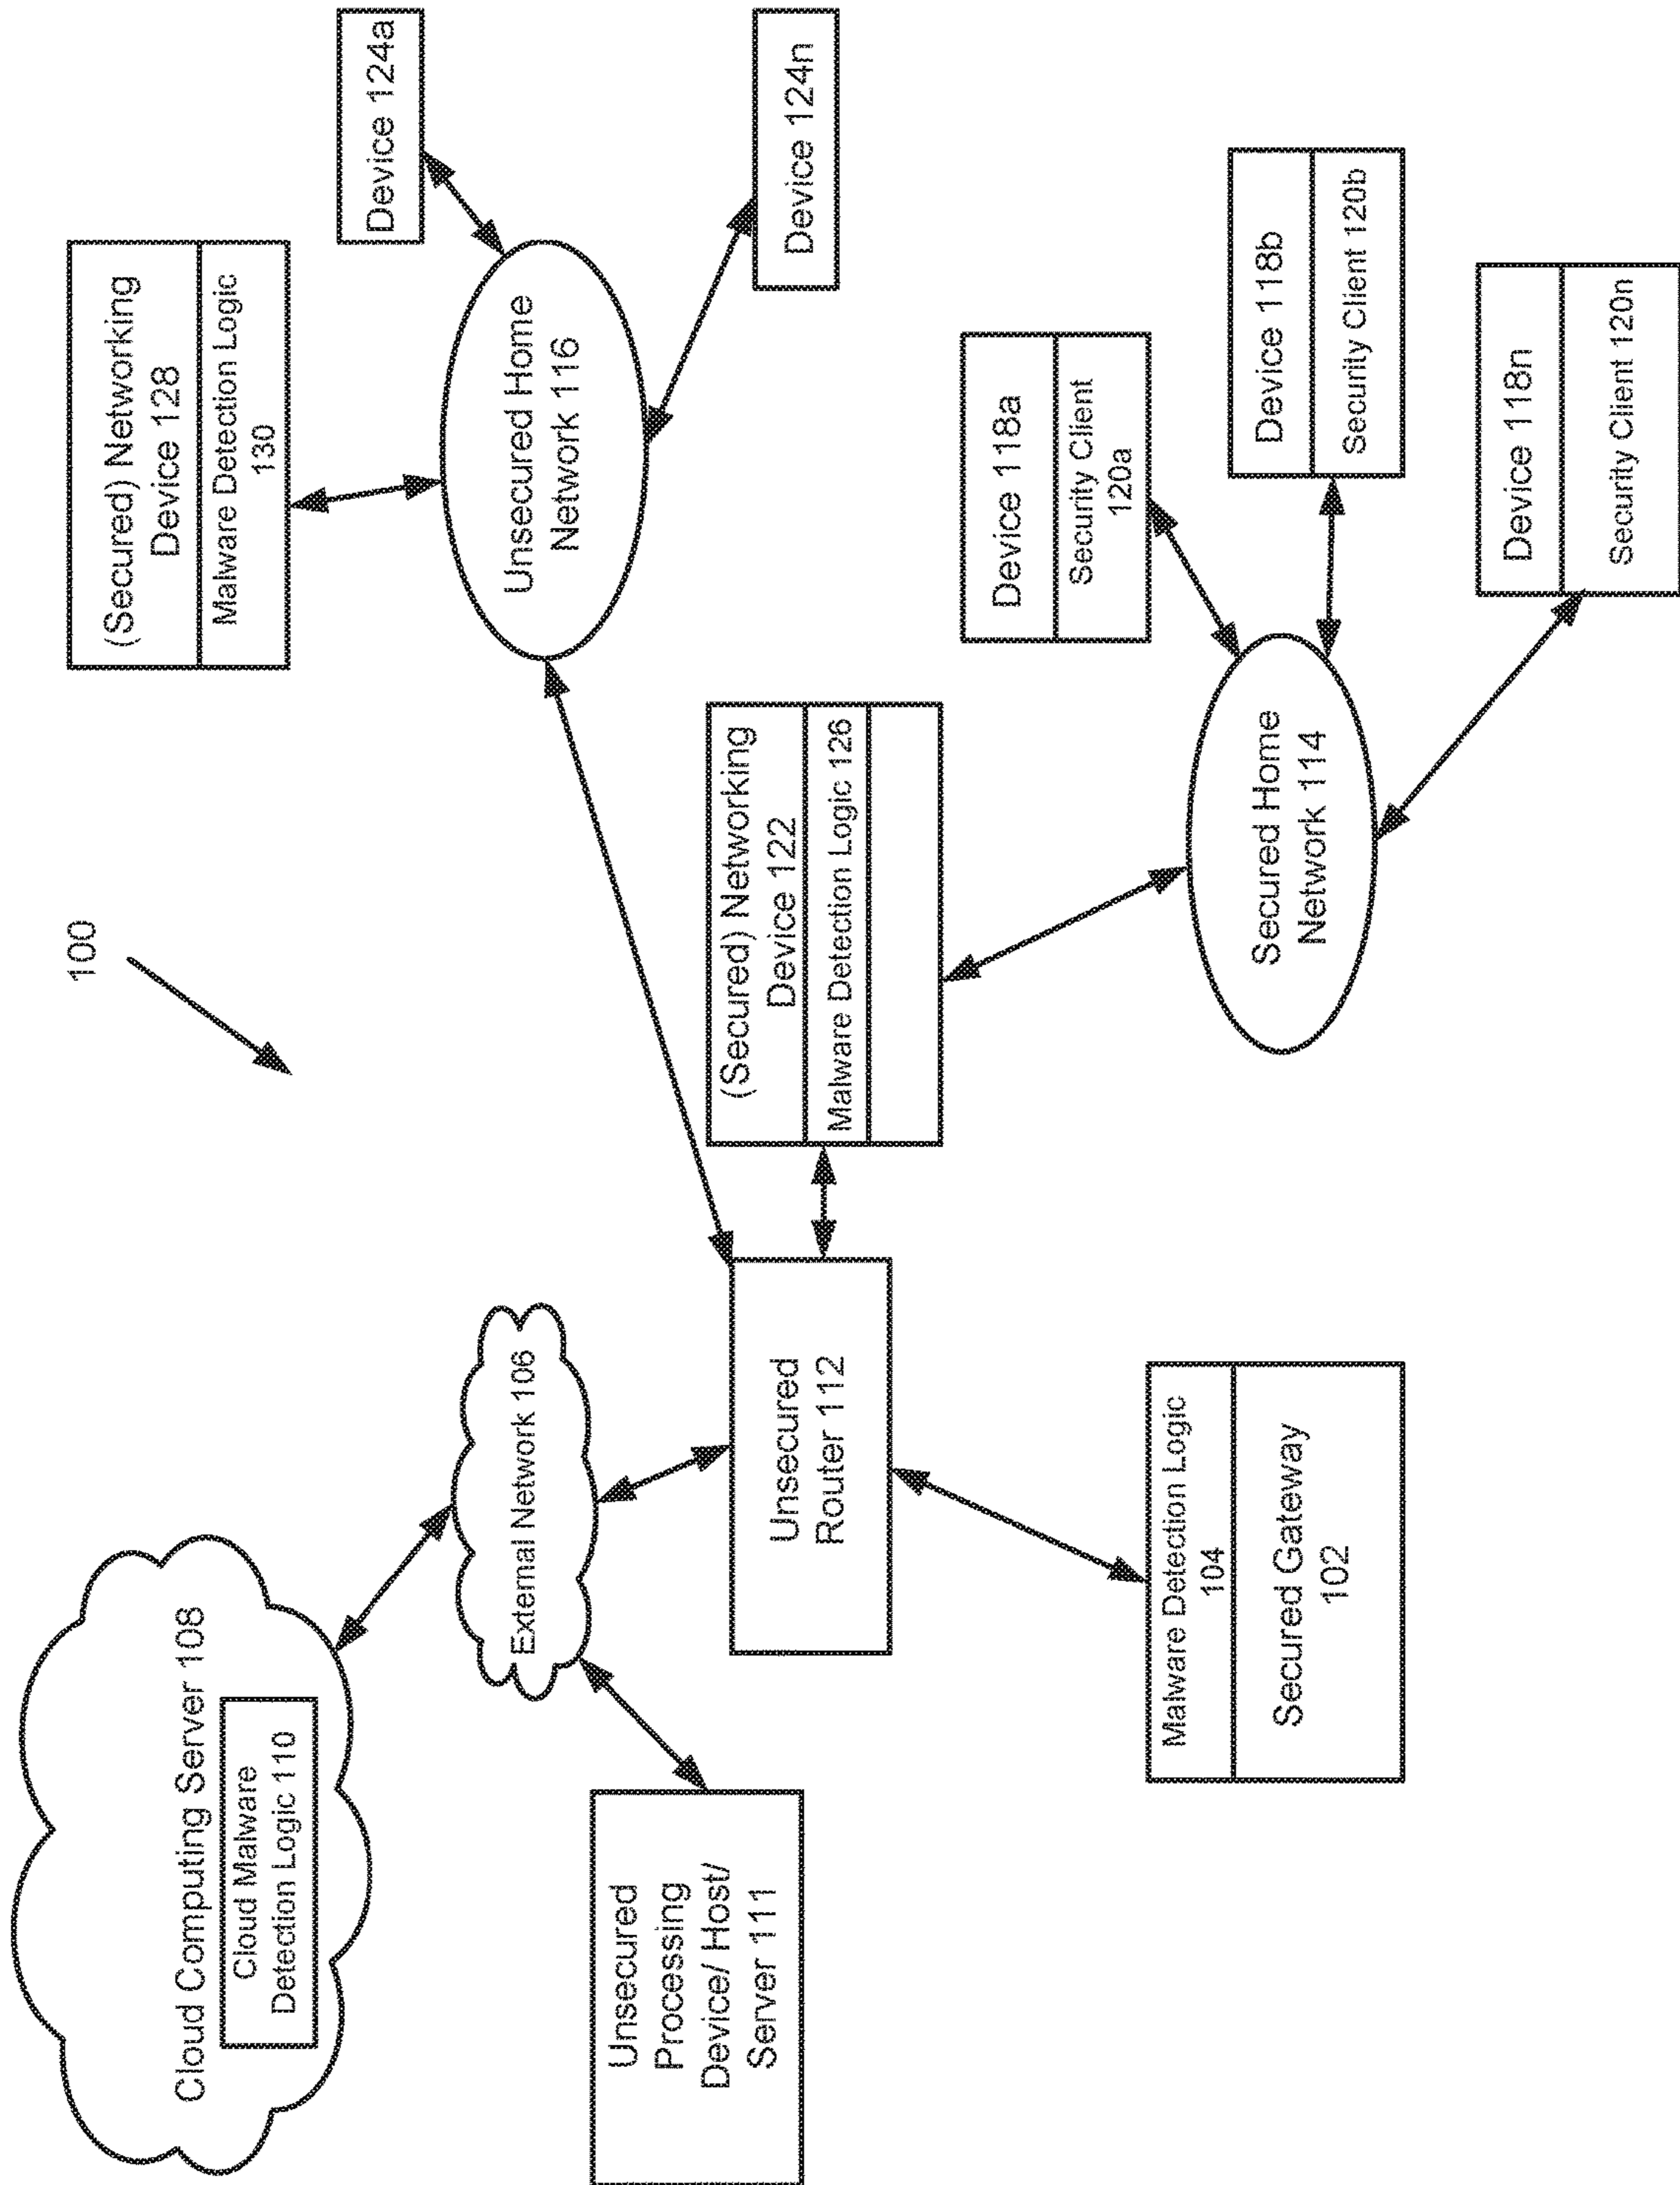 100
Cloud Computing Server 108
Cloud Malware
Detection Logic 110
External Network 106
Unsecured
Processing
Device/ Host/
Server 111
Unsecured
Router 112
Malware Detection Logic
104
Secured Gateway
102
(Secured) Networking
Device 122
Malware Detection Logic 126
(Secured) Networking
Device 128
Malware Detection Logic
130
Unsecured Home
Network 116
Device 124a
Device 124n
Secured Home
Network 114
Device 118a
Security Client
120a
Device 118b
Security Client 120b
Device 118n
Security Client 120n